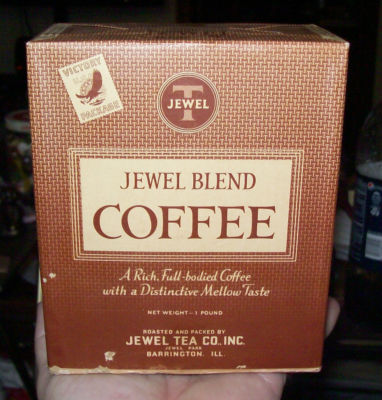 VICTORY
PACKAGE
T
JEWEL
JEWEL BLEND
COFFEE
A Rich, Full-bodied Coffee
with a Distinctive Mellow Taste
NET WEIGHT-1 POUND
ROASTED AND PACKED BY
JEWEL TEA CO., INC.
JEWEL PARK
BARRINGTON, ILL.